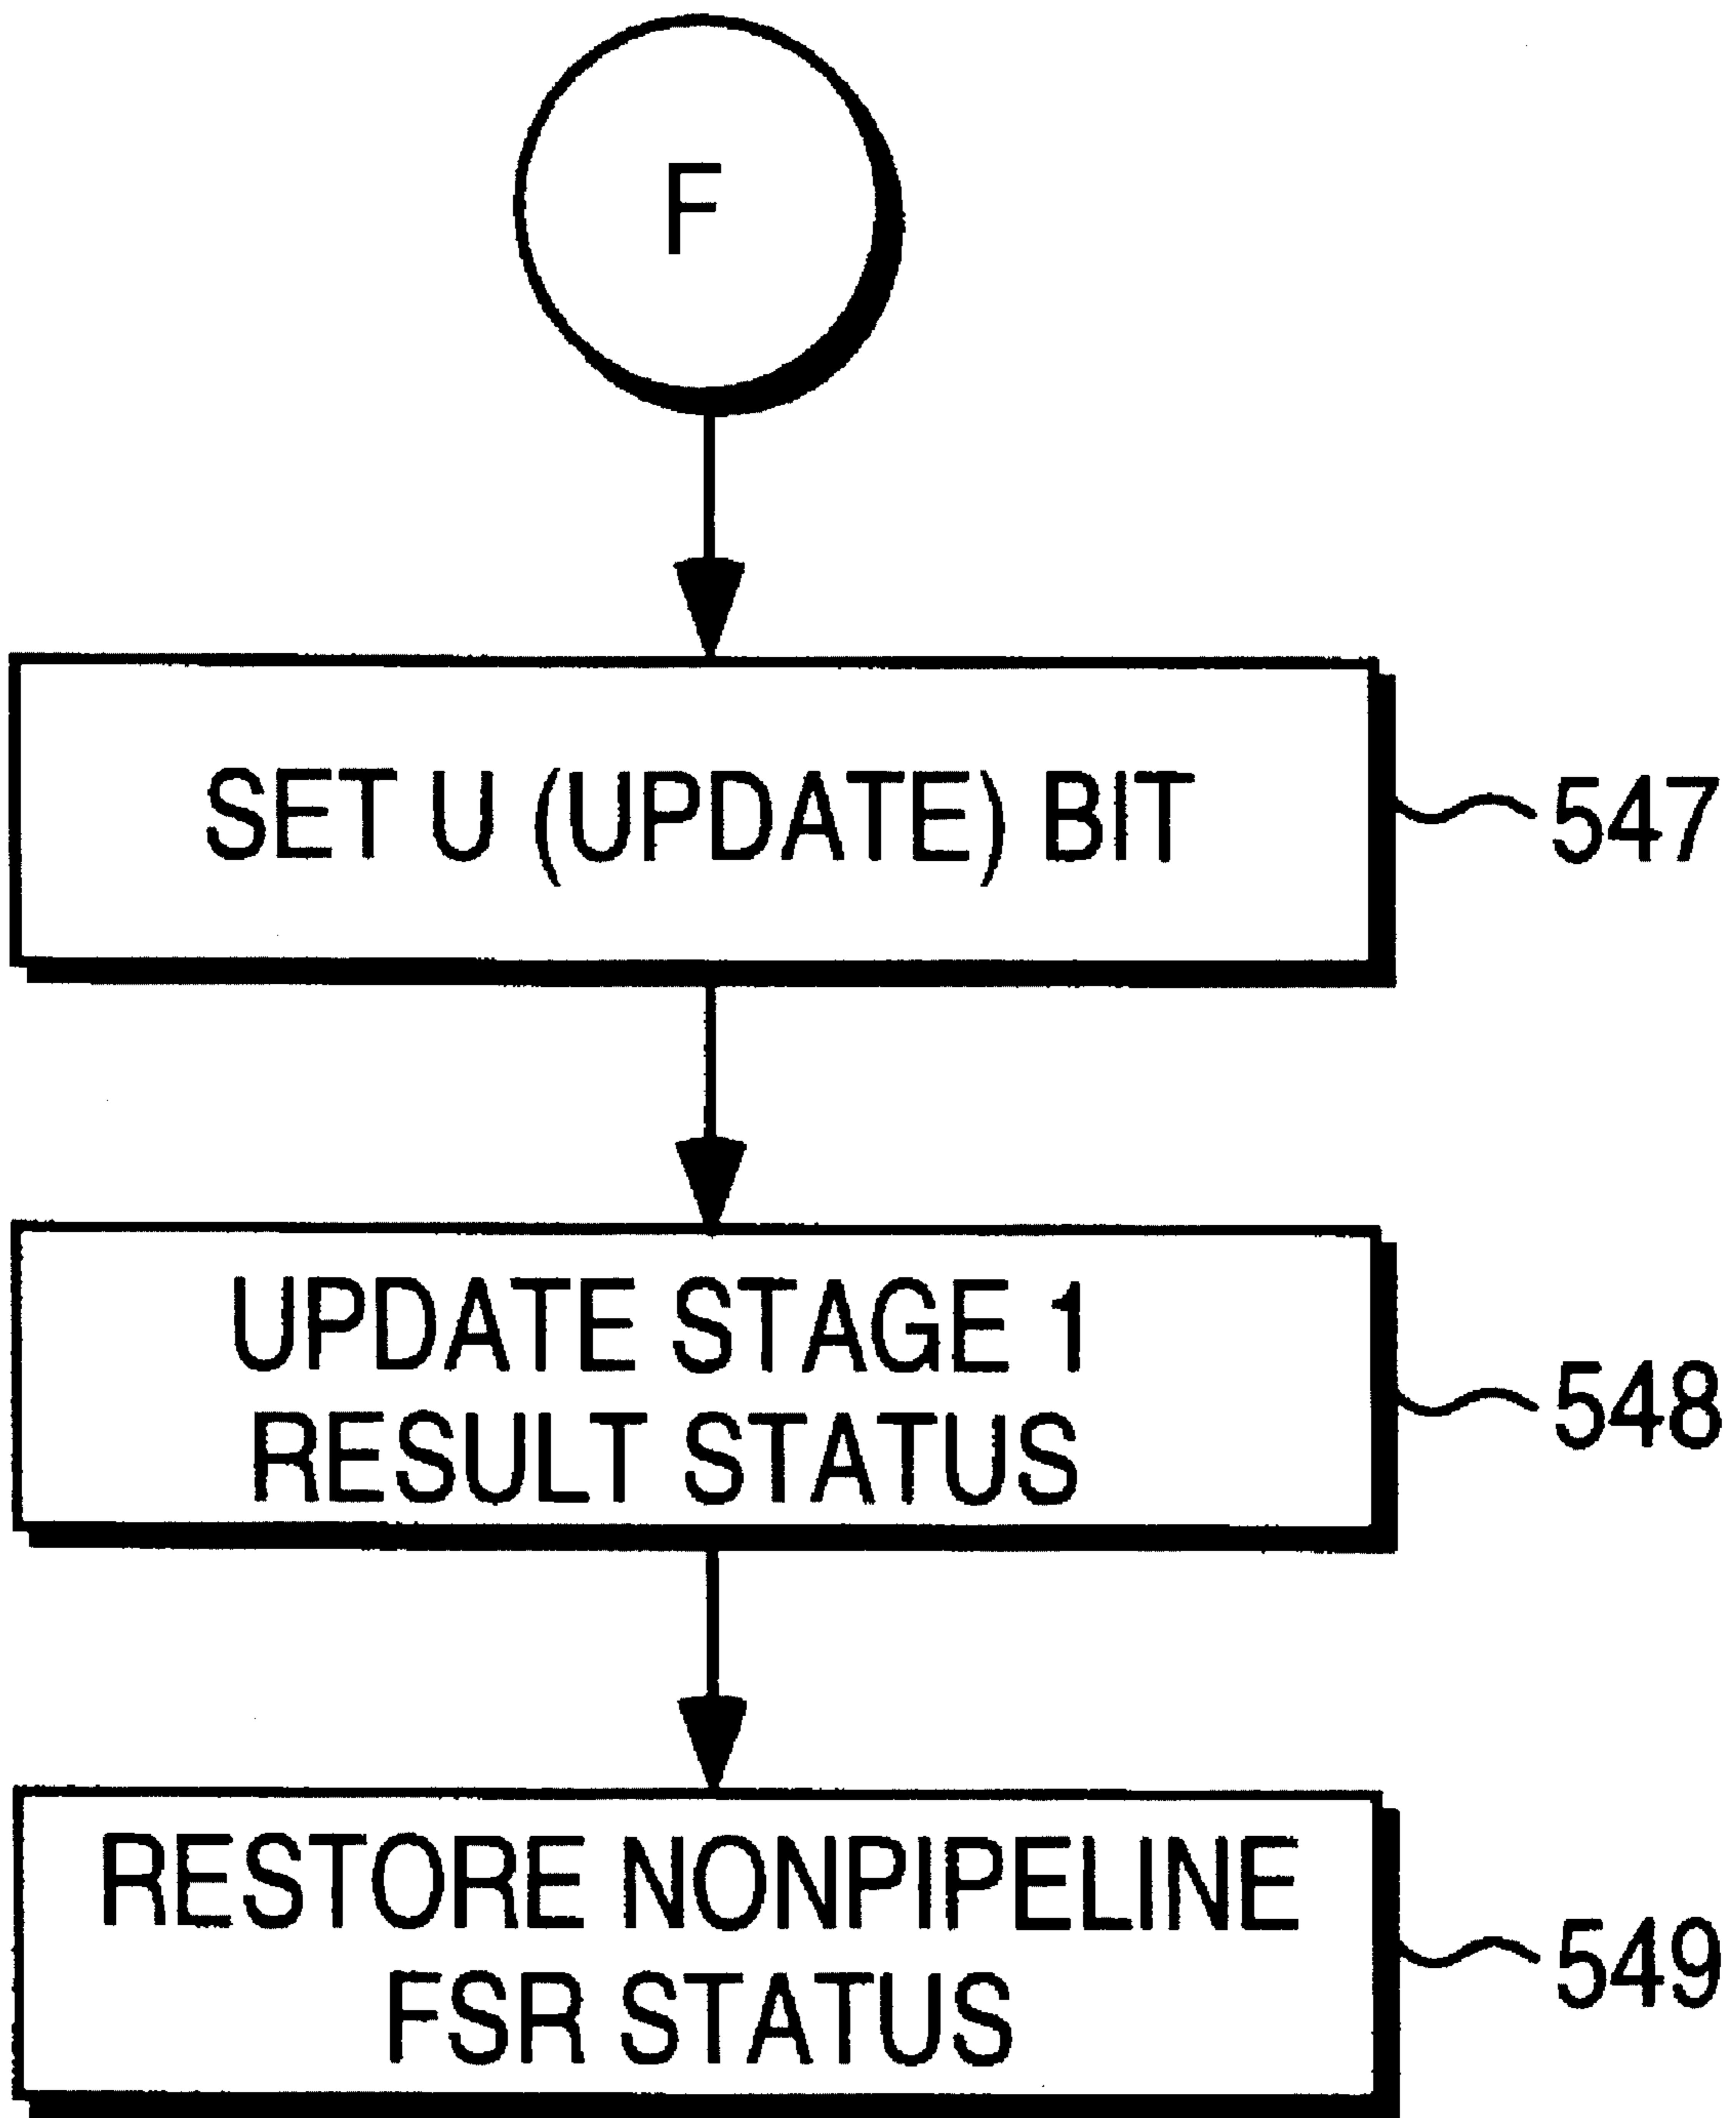 F
SET U (UPDATE) BIT
547
UPDATE STAGE 1
RESULT STATUS
548
RESTORE NONPIPELINE
FSR STATUS
549